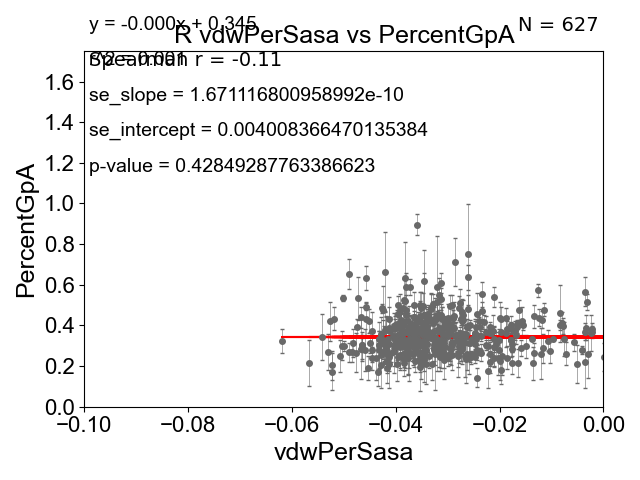 y = -0.000x + 0.345
N = 627
R vdwPerSasa vs PercentGpA
Spearman r = -0.11
se_slope = 1.671116800958992e-10
se_intercept = 0.004008366470135384
p-value = 0.42849287763386623
PercentGpA
1.6
1.4
1.2
1.0
0.8
0.6
0.4
0.2
0.0
−0.10
−0.08
−0.06
−0.04
−0.02
0.00
vdwPerSasa